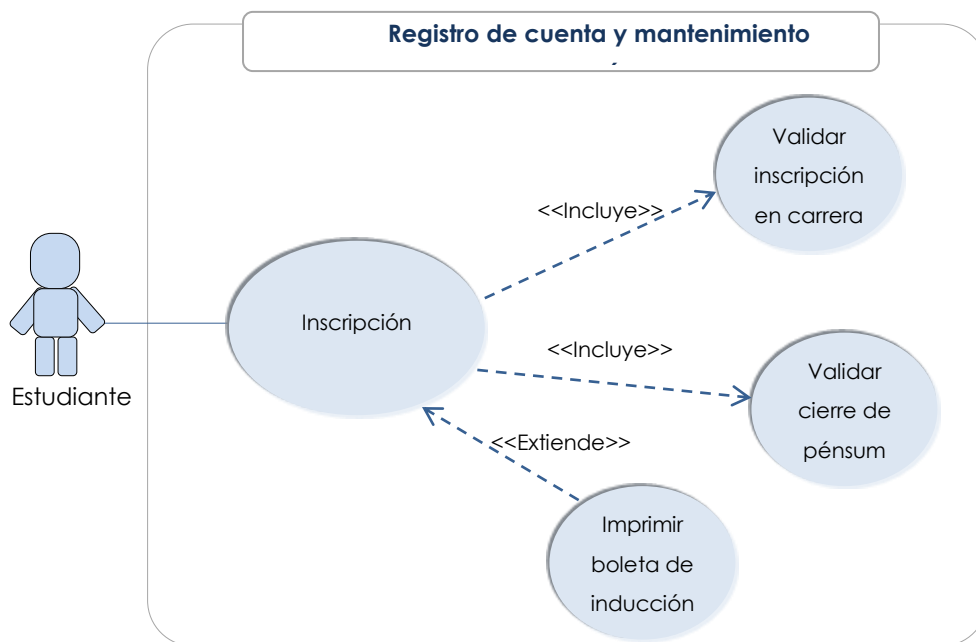 Registro de cuenta y mantenimiento
Validar
inscripción
en carrera
<<Incluye>>
Inscripción
<<Incluye>>
Validar
cierre de
pénsum
Estudiante
<<Extiende>>
Imprimir
boleta de
inducción